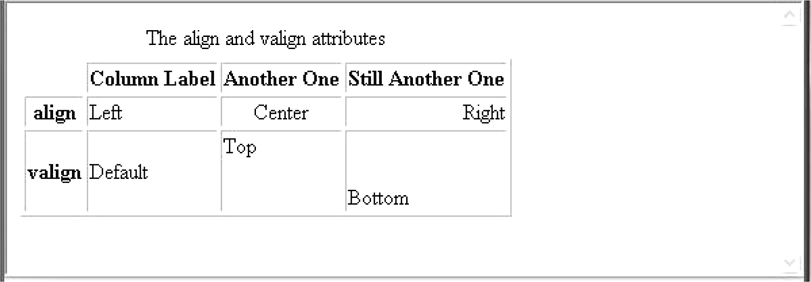 The align and valign attributes
Column Label Another One Still Another One
align Left Center Right
Top
valign Default
Bottom